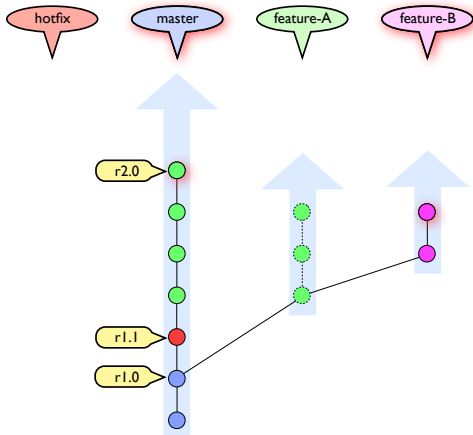 hotfix
master
feature-A
feature-B
r2.0
r1.1
r1.0